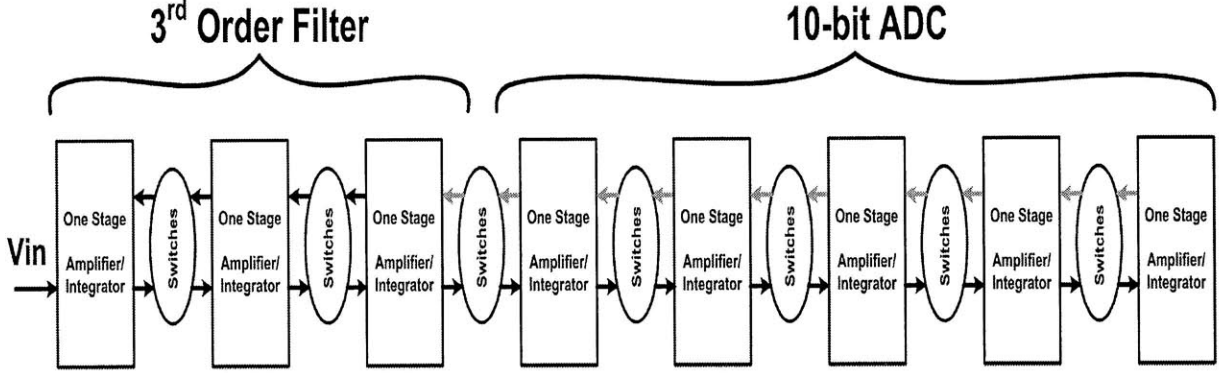 3rd Order Filter
10-bit ADC
Vin
One Stage
Amplifier/
Integrator
Switches
One Stage
Amplifier/
Integrator
Switches
One Stage
Amplifier/
Integrator
Switches
One Stage
Amplifier/
Integrator
Switches
One Stage
Amplifier/
Integrator
Switches
One Stage
Amplifier/
Integrator
Switches
One Stage
Amplifier/
Integrator
Switches
One Stage
Amplifier/
Integrator